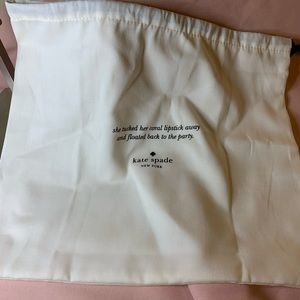 she tucked her coral lipstick away
and floated back to the party.
kate spade
NEW YORK